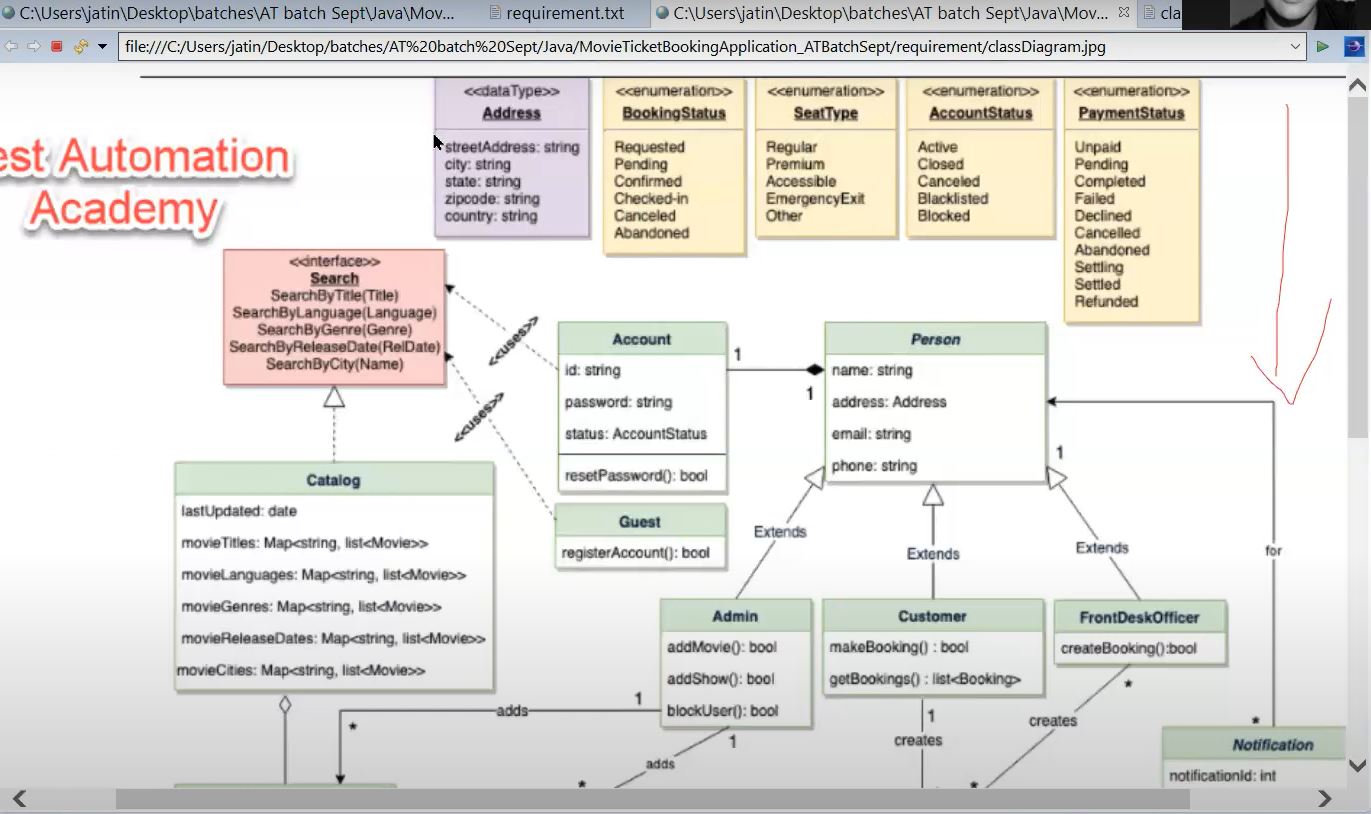 C:\Users\jatin\Desktop\batches\AT batch Sept\Java\Mov...
requirement.txt
C:\Users\jatin\Desktop\batches\AT batch Sept\Java\Mov...
cla
file:///C:/Users/jatin/Desktop/batches/AT%20batch%20Sept/Java/MovieTicketBookingApplication_ATBatchSept/requirement/classDiagram.jpg
est Automation
Academy
<<dataType>>
Address
streetAddress: string
city: string
state: string
zipcode: string
country: string
<<enumeration>>
BookingStatus
Requested
Pending
Confirmed
Checked-in
Canceled
Abandoned
<<enumeration>>
SeatType
Regular
Premium
Accessible
EmergencyExit
Other
<<enumeration>>
AccountStatus
Active
Closed
Canceled
Blacklisted
Blocked
<<enumeration>>
PaymentStatus
Unpaid
Pending
Completed
Failed
Declined
Cancelled
Abandoned
Settling
Settled
Refunded
<<interface>>
Search
SearchByTitle(Title)
SearchByLanguage(Language)
SearchByGenre(Genre)
SearchByReleaseDate(RelDate)
SearchByCity(Name)
<<uses>>
<<uses>>
Account
id: string
password: string
status: AccountStatus
resetPassword(): bool
1
1
Person
name: string
address: Address
email: string
phone: string
1
Guest
registerAccount(): bool
Catalog
lastUpdated: date
movieTitles: Map<string, list<Movie>>
movieLanguages: Map<string, list<Movie>>
movieGenres: Map<string, list<Movie>>
movieReleaseDates: Map<string, list<Movie>>
movieCities: Map<string, list<Movie>>
Extends
Extends
Extends
for
Admin
addMovie(): bool
addShow(): bool
blockUser(): bool
Customer
makeBooking() : bool
getBookings() : list<Booking>
FrontDeskOfficer
createBooking():bool
1
adds
*
1
adds
*
1
creates
*
creates
*
*
Notification
notificationId: int